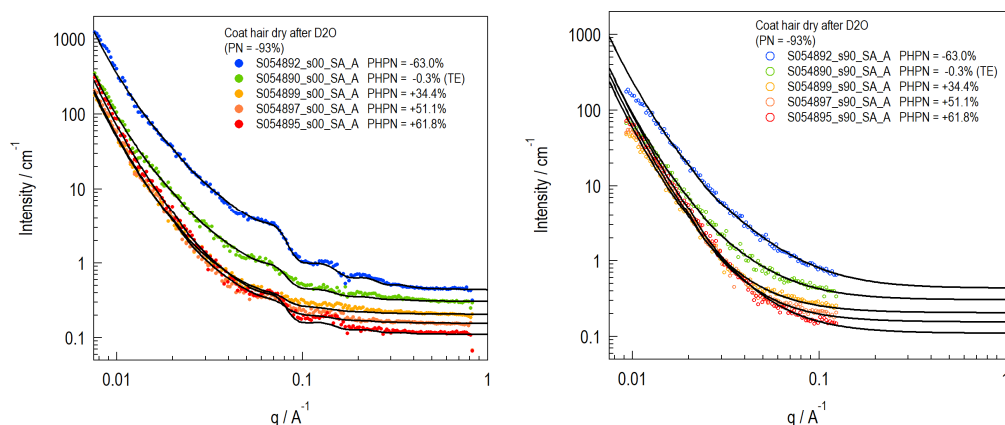 Coat hair dry after D2O
(PN = -93%)
S054892_s00_SA_A PHPN = -63.0%
S054890_s00_SA_A PHPN = -0.3% (TE)
S054899_s00_SA_A PHPN = +34.4%
S054897_s00_SA_A PHPN = +51.1%
S054895_s00_SA_A PHPN = +61.8%
Intensity / cm-1
1000
100
10
1
0.1
0.01
0.1
1
q / A-1
Coat hair dry after D2O
(PN = -93%)
S054892_s90_SA_A PHPN = -63.0%
S054890_s90_SA_A PHPN = -0.3% (TE)
S054899_s90_SA_A PHPN = +34.4%
S054897_s90_SA_A PHPN = +51.1%
S054895_s90_SA_A PHPN = +61.8%
Intensity / cm-1
1000
100
10
1
0.1
0.01
0.1
1
q / A-1